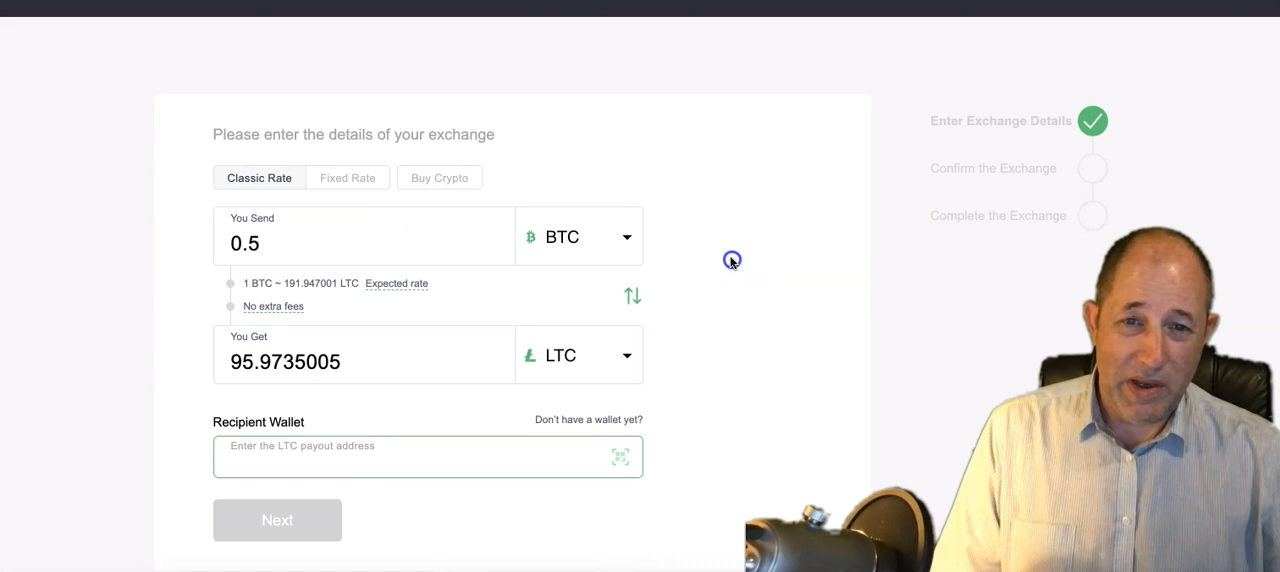 Please enter the details of your exchange
Classic Rate
Fixed Rate
Buy Crypto
You Send
0.5
BTC
1 BTC ~ 191.947001 LTC Expected rate
No extra fees
You Get
95.9735005
LTC
Recipient Wallet
Don't have a wallet yet?
Enter the LTC payout address
Next
Enter Exchange Details
Confirm the Exchange
Complete the Exchange